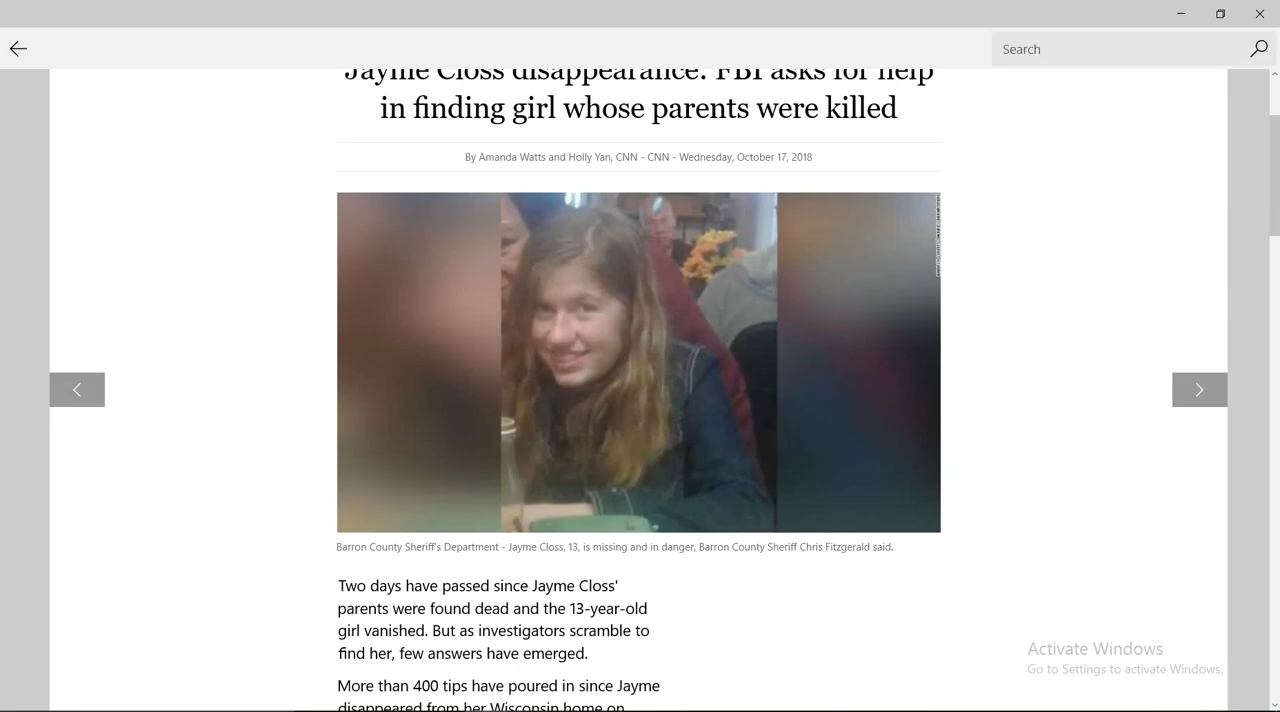 Search
Jayme Closs disappearance: FBI asks for help
in finding girl whose parents were killed
By Amanda Watts and Holly Yan, CNN - CNN - Wednesday, October 17, 2018
Barron County Sheriff's Department - Jayme Closs, 13, is missing and in danger, Barron County Sheriff Chris Fitzgerald said.
Two days have passed since Jayme Closs'
parents were found dead and the 13-year-old
girl vanished. But as investigators scramble to
find her, few answers have emerged.
More than 400 tips have poured in since Jayme
disappeared from her Wisconsin home on
Activate Windows
Go to Settings to activate Windows.